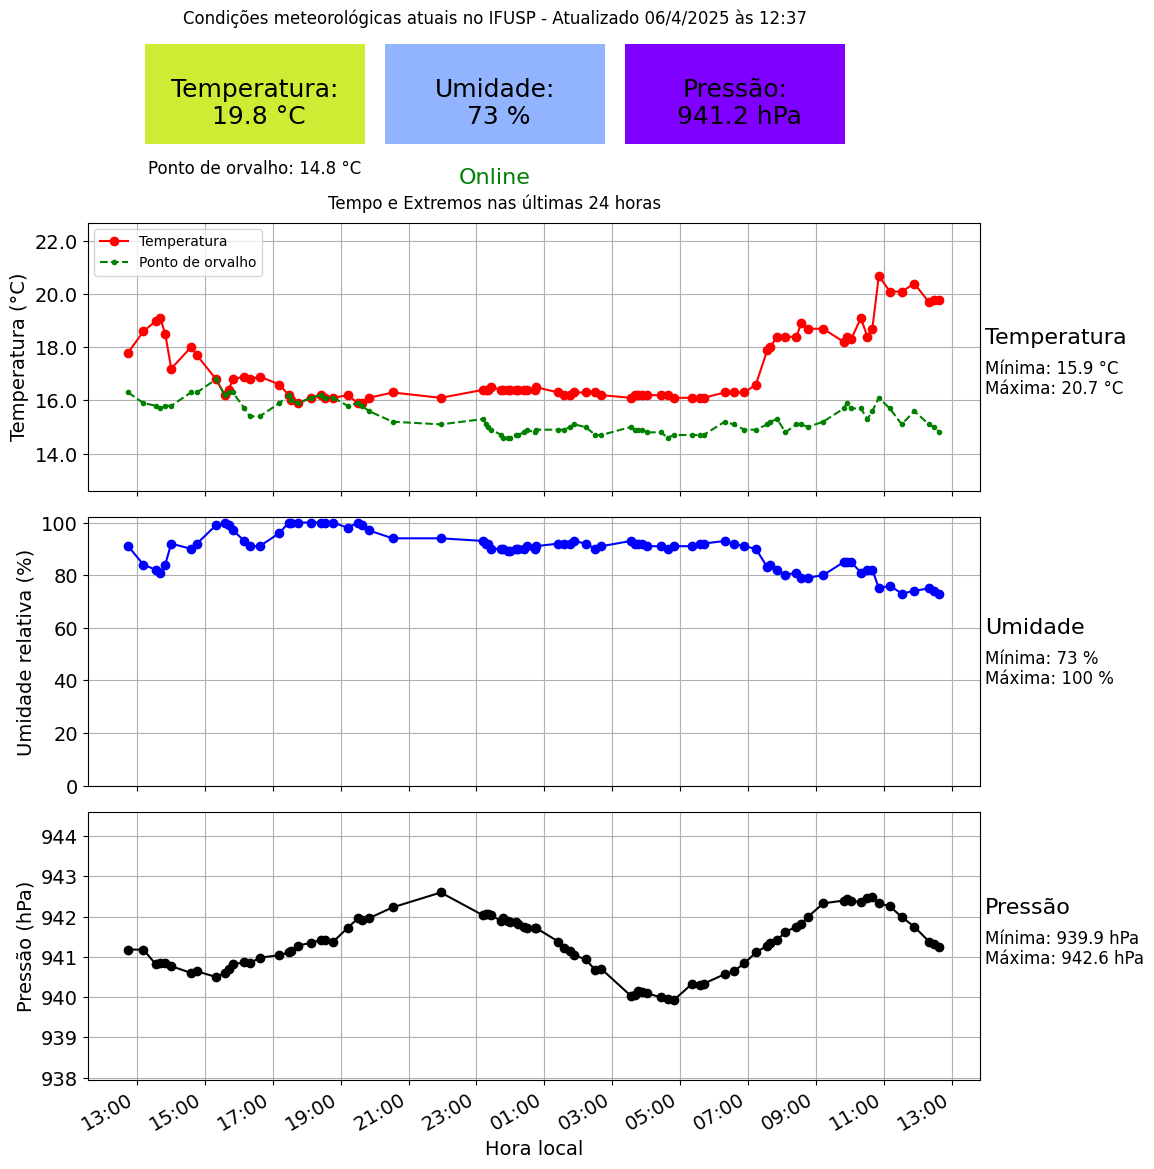 Condições meteorológicas atuais no IFUSP - Atualizado 06/4/2025 às 12:37
Temperatura:
19.8 °C
Umidade:
73 %
Pressão:
941.2 hPa
Ponto de orvalho: 14.8 °C
Online
Tempo e Extremos nas últimas 24 horas
Temperatura (°C)
22.0
20.0
18.0
16.0
14.0
Temperatura
Ponto de orvalho
Temperatura
Mínima: 15.9 °C
Máxima: 20.7 °C
Umidade relativa (%)
100
80
60
40
20
0
Umidade
Mínima: 73 %
Máxima: 100 %
Pressão (hPa)
944
943
942
941
940
939
938
Pressão
Mínima: 939.9 hPa
Máxima: 942.6 hPa
13:00
15:00
17:00
19:00
21:00
23:00
01:00
03:00
05:00
07:00
09:00
11:00
13:00
Hora local